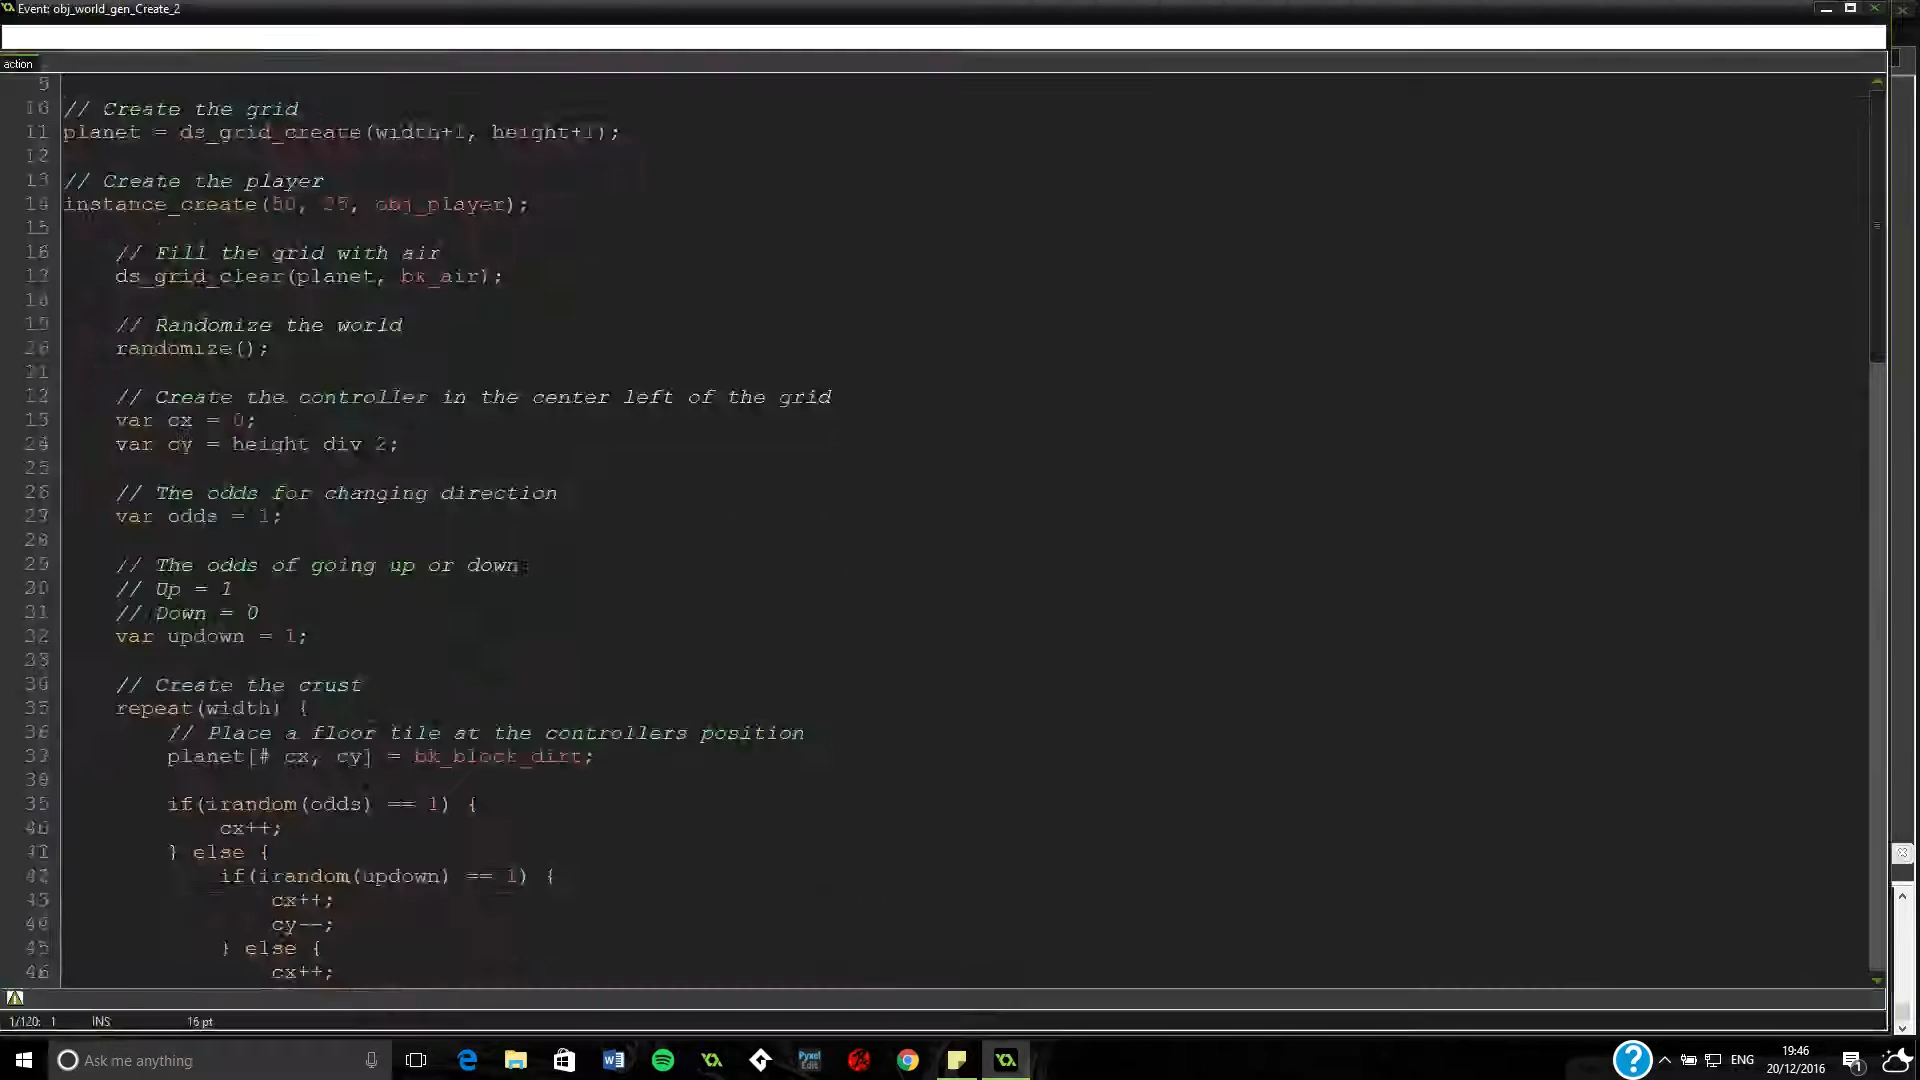 Event: obj_world_gen_Create_2
action
9
10 // Create the grid
11 planet = ds_grid_create(width+1, height+1);
12
13 // Create the player
14 instance_create(50, 25, obj_player);
15
16 // Fill the grid with air
17 ds_grid_clear(planet, bk_air);
18
19 // Randomize the world
20 randomize();
21
22 // Create the controller in the center left of the grid
23 var cx = 0;
24 var cy = height div 2;
25
26 // The odds for changing direction
27 var odds = 1;
28
29 // The odds of going up or down
30 // Up = 1
31 // Down = 0
32 var updown = 1;
33
34 // Create the crust
35 repeat(width) {
36 // Place a floor tile at the controllers position
37 planet[# cx, cy] = bk_block_dirt;
38
39 if(irandom(odds) == 1) {
40 cx++;
41 } else {
42 if(irandom(updown) == 1) {
43 cx++;
44 cy--;
45 } else {
46 cx++;
1/120: 1 INS 16 pt
Ask me anything
Pyxel Edit
ENG
19:46
20/12/2016
1